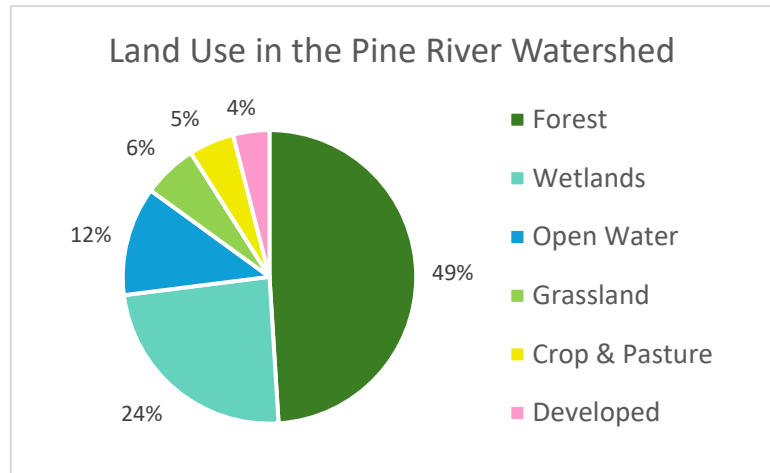 Land Use in the Pine River Watershed
4%
5%
6%
12%
24%
49%
Forest
Wetlands
Open Water
Grassland
Crop & Pasture
Developed